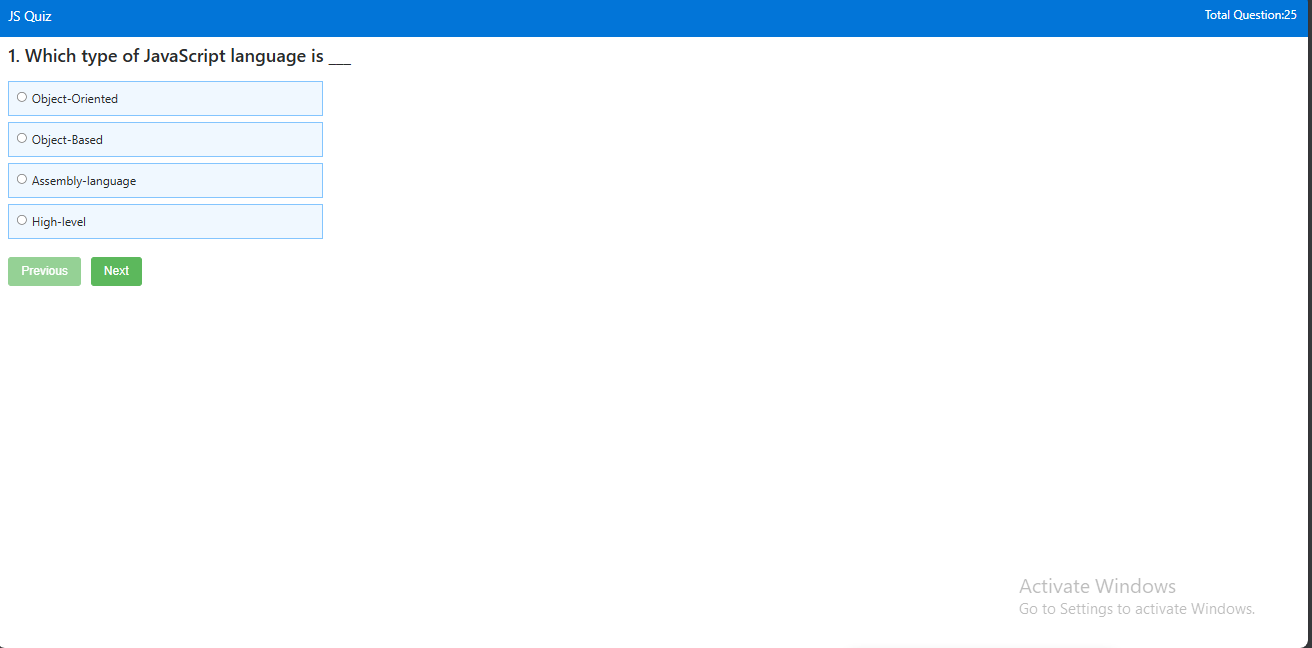 JS Quiz
Total Question:25
1. Which type of JavaScript language is ___
Object-Oriented
Object-Based
Assembly-language
High-level
Previous Next
Activate Windows
Go to Settings to activate Windows.